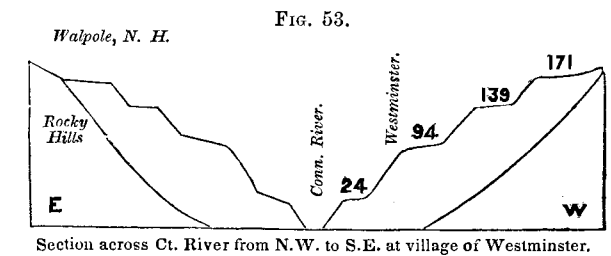 FIG. 53.
Walpole, N. H.
171
Rocky
Hills
Conn. River.
Westminster.
139
94
24
E
W
Section across Ct. River from N.W. to S.E. at village of Westminster.